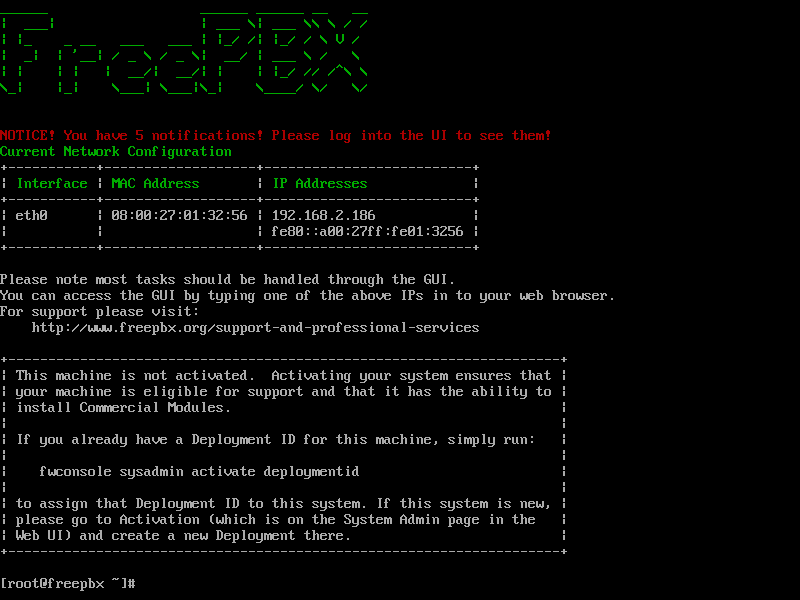 FreePBX
NOTICE! You have 5 notifications! Please log into the UI to see them!
Current Network Configuration
+-----------+-------------------+--------------------------+
| Interface | MAC Address       | IP Addresses             |
+-----------+-------------------+--------------------------+
| eth0      | 08:00:27:01:32:56 | 192.168.2.186            |
|           |                   | fe80::a00:27ff:fe01:3256 |
+-----------+-------------------+--------------------------+
Please note most tasks should be handled through the GUI.
You can access the GUI by typing one of the above IPs in to your web browser.
For support please visit:
    http://www.freepbx.org/support-and-professional-services
+---------------------------------------------------------------------+
| This machine is not activated.  Activating your system ensures that |
| your machine is eligible for support and that it has the ability to |
| install Commercial Modules.                                         |
|                                                                     |
| If you already have a Deployment ID for this machine, simply run:   |
|                                                                     |
|    fwconsole sysadmin activate deploymentid                         |
|                                                                     |
| to assign that Deployment ID to this system. If this system is new, |
| please go to Activation (which is on the System Admin page in the   |
| Web UI) and create a new Deployment there.                          |
+---------------------------------------------------------------------+
[root@freepbx ~]#